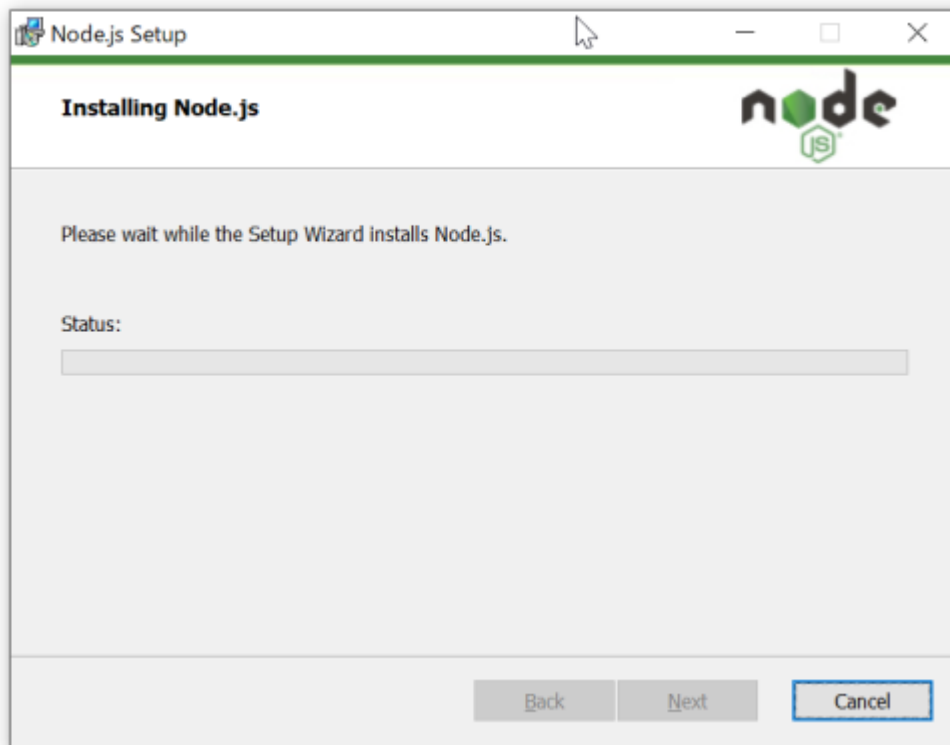 Node.js Setup
Installing Node.js
node
JS
Please wait while the Setup Wizard installs Node.js.
Status:
Back
Next
Cancel